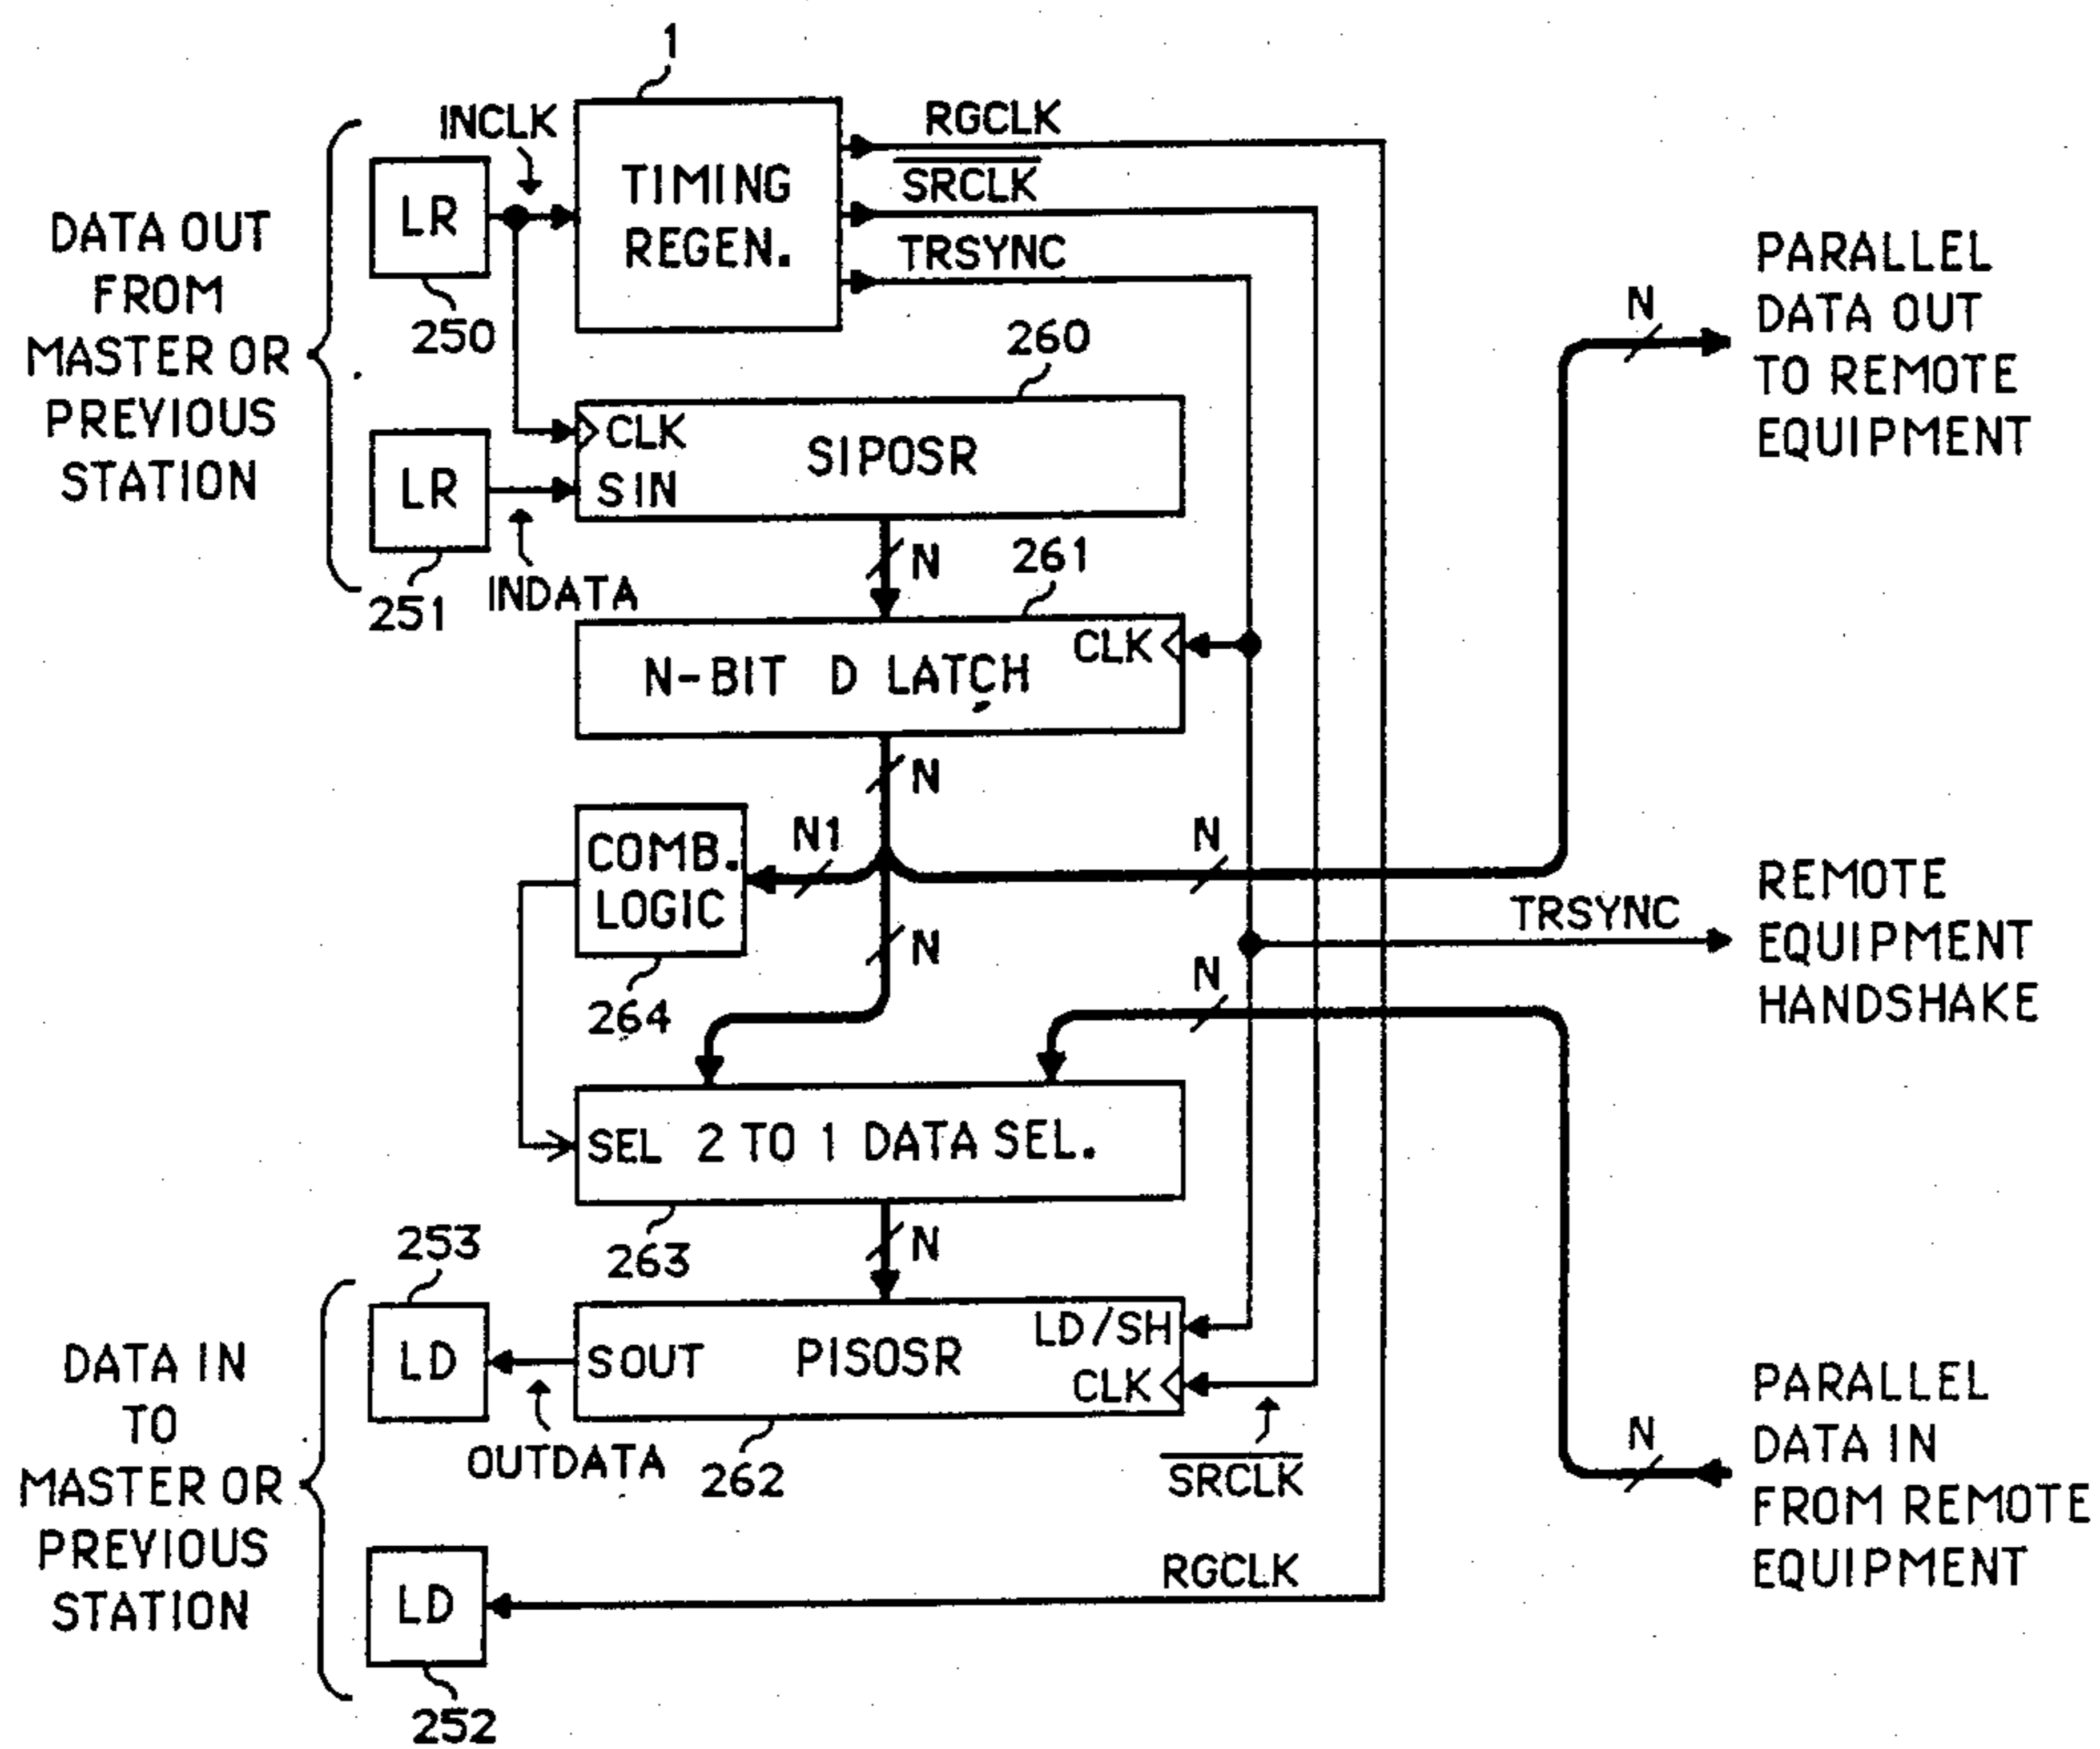 1
INCLK
RGCLK
TIMING
REGEN.
SRCLK
TRSYNC
LR
250
DATA OUT
FROM
MASTER OR
PREVIOUS
STATION
PARALLEL
DATA OUT
TO REMOTE
EQUIPMENT
N
260
CLK
SIPOSR
SIN
LR
251
INDATA
N
261
CLK
N-BIT D LATCH
N
COMB.
LOGIC
N1
N
264
N
TRSYNC
REMOTE
EQUIPMENT
HANDSHAKE
N
SEL 2 TO 1 DATA SEL.
263
N
253
LD
SOUT
PISOSR
LD/SH
CLK
OUTDATA
262
SRCLK
DATA IN
TO
MASTER OR
PREVIOUS
STATION
N
PARALLEL
DATA IN
FROM REMOTE
EQUIPMENT
RGCLK
LD
252